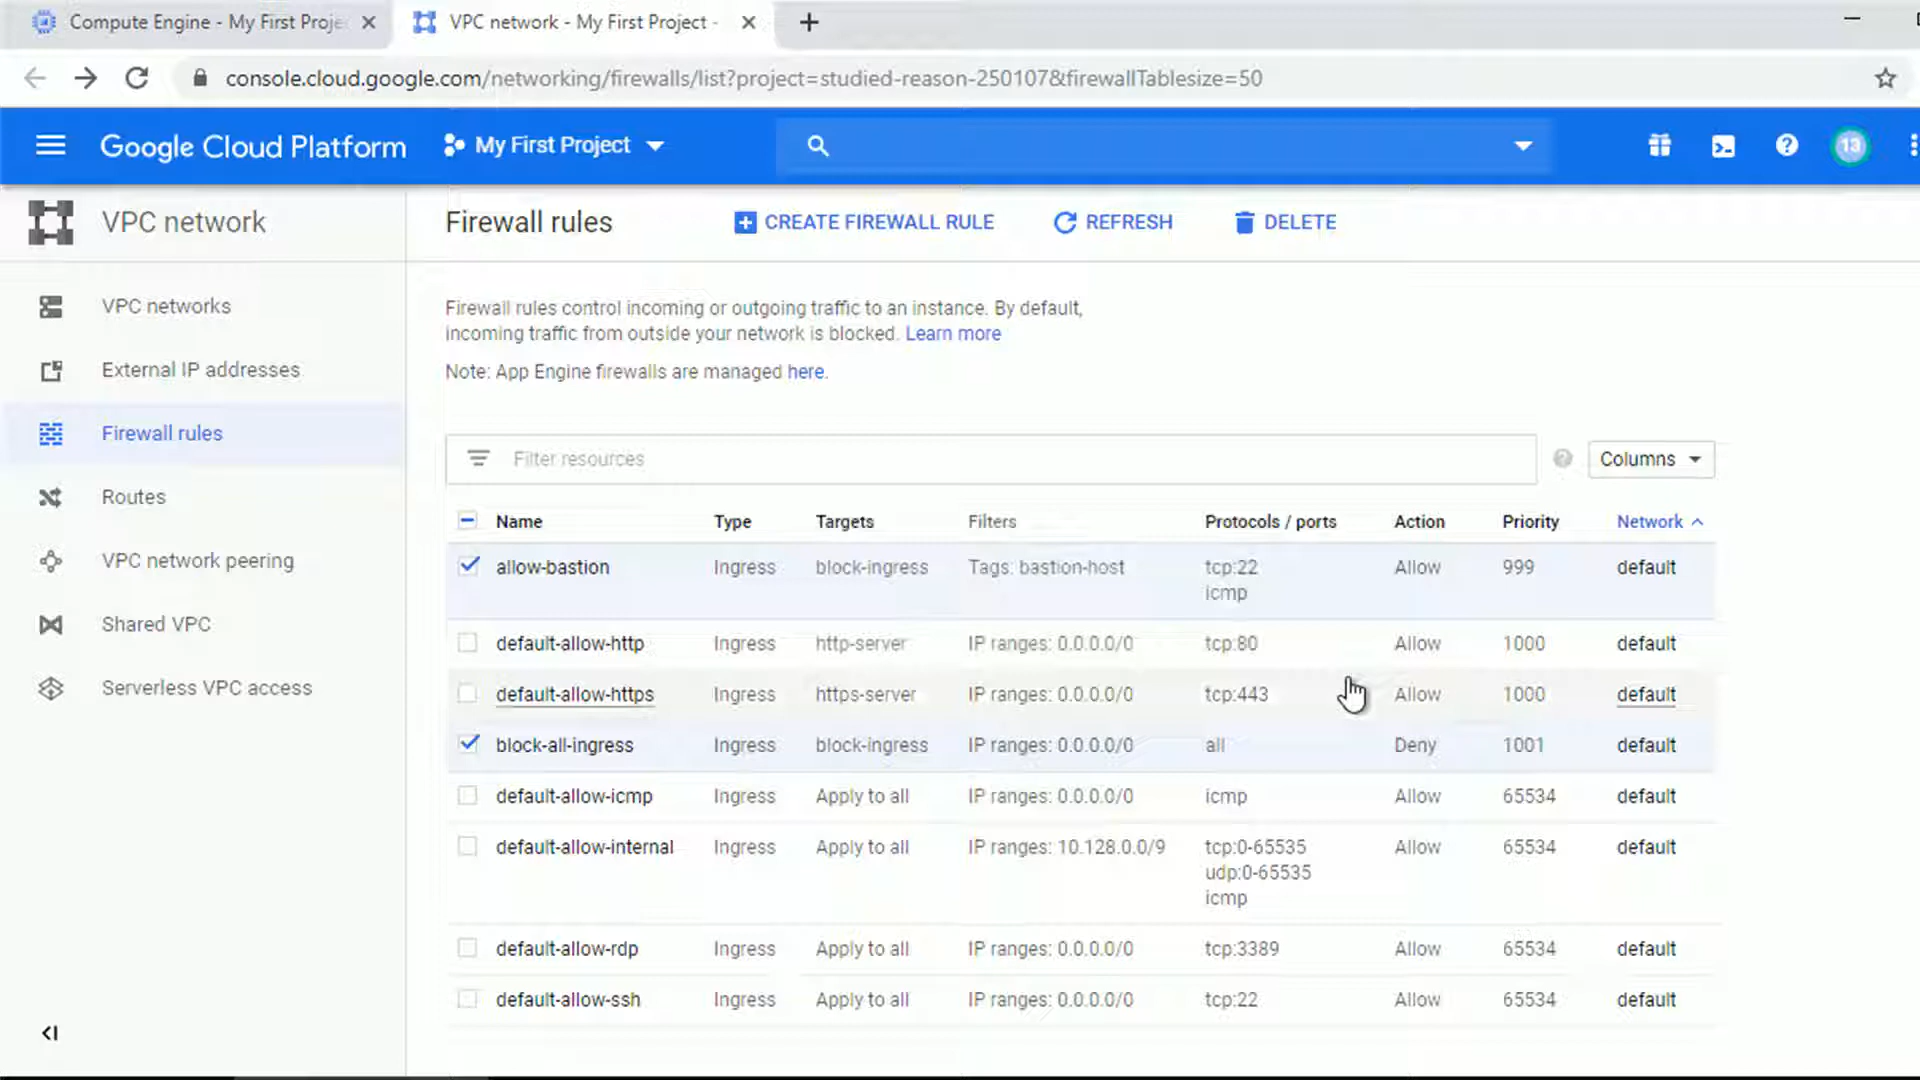 Compute Engine - My First Proje
VPC network - My First Project -
console.cloud.google.com/networking/firewalls/list?project=studied-reason-250107&firewallTablesize=50
Google Cloud Platform
My First Project
13
VPC network
Firewall rules
CREATE FIREWALL RULE
REFRESH
DELETE
VPC networks
External IP addresses
Firewall rules
Routes
VPC network peering
Shared VPC
Serverless VPC access
Firewall rules control incoming or outgoing traffic to an instance. By default,
incoming traffic from outside your network is blocked. Learn more
Note: App Engine firewalls are managed here.
Filter resources
Columns
Name Type Targets Filters Protocols / ports Action Priority Network
allow-bastion Ingress block-ingress Tags: bastion-host tcp:22 Allow 999 default
icmp
default-allow-http Ingress http-server IP ranges: 0.0.0.0/0 tcp:80 Allow 1000 default
default-allow-https Ingress https-server IP ranges: 0.0.0.0/0 tcp:443 Allow 1000 default
block-all-ingress Ingress block-ingress IP ranges: 0.0.0.0/0 all Deny 1001 default
default-allow-icmp Ingress Apply to all IP ranges: 0.0.0.0/0 icmp Allow 65534 default
default-allow-internal Ingress Apply to all IP ranges: 10.128.0.0/9 tcp:0-65535 Allow 65534 default
udp:0-65535
icmp
default-allow-rdp Ingress Apply to all IP ranges: 0.0.0.0/0 tcp:3389 Allow 65534 default
default-allow-ssh Ingress Apply to all IP ranges: 0.0.0.0/0 tcp:22 Allow 65534 default